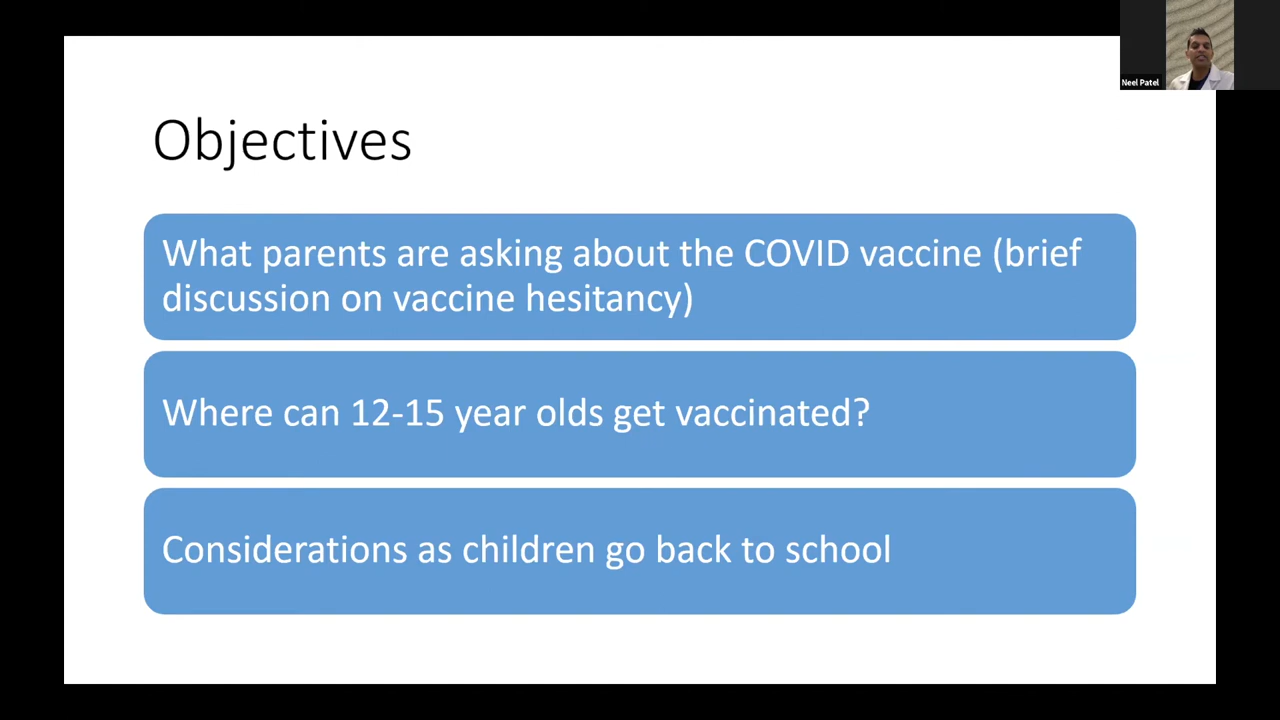 Neel Patel
Objectives
What parents are asking about the COVID vaccine (brief
discussion on vaccine hesitancy)
Where can 12-15 year olds get vaccinated?
Considerations as children go back to school